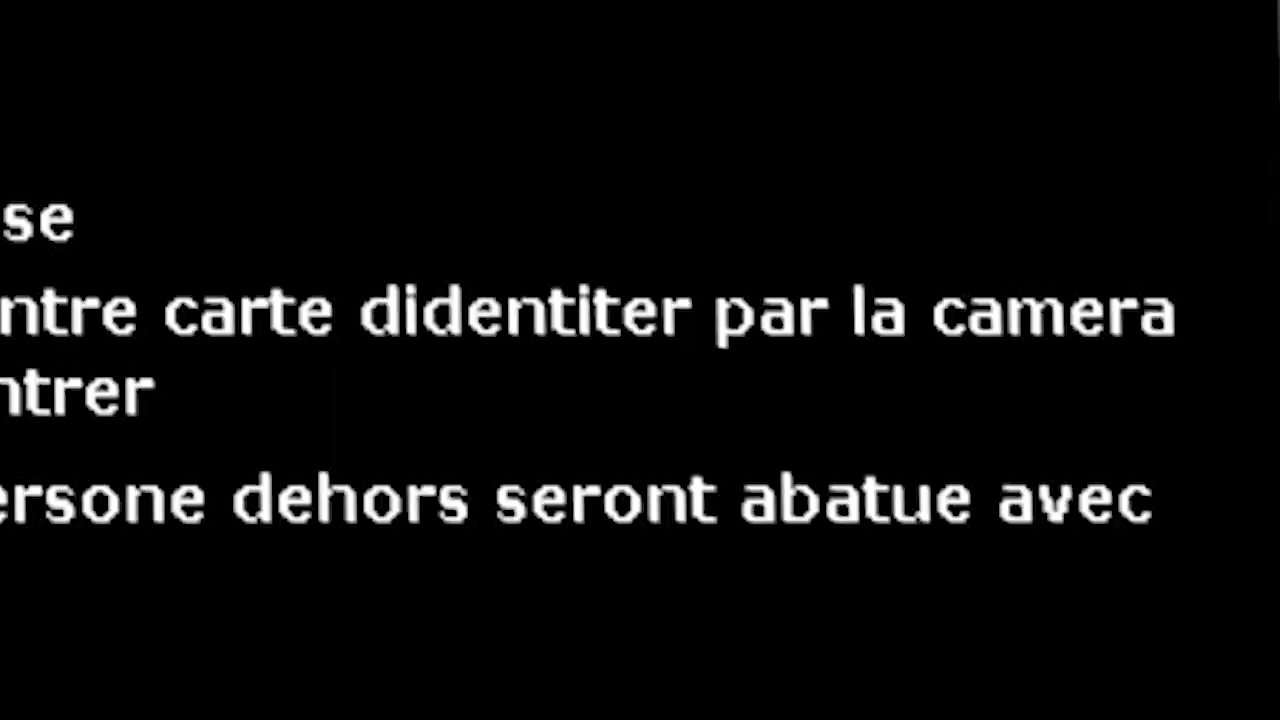 se
ntre carte didentiter par la camera
ntrer
ersone dehors seront abatue avec